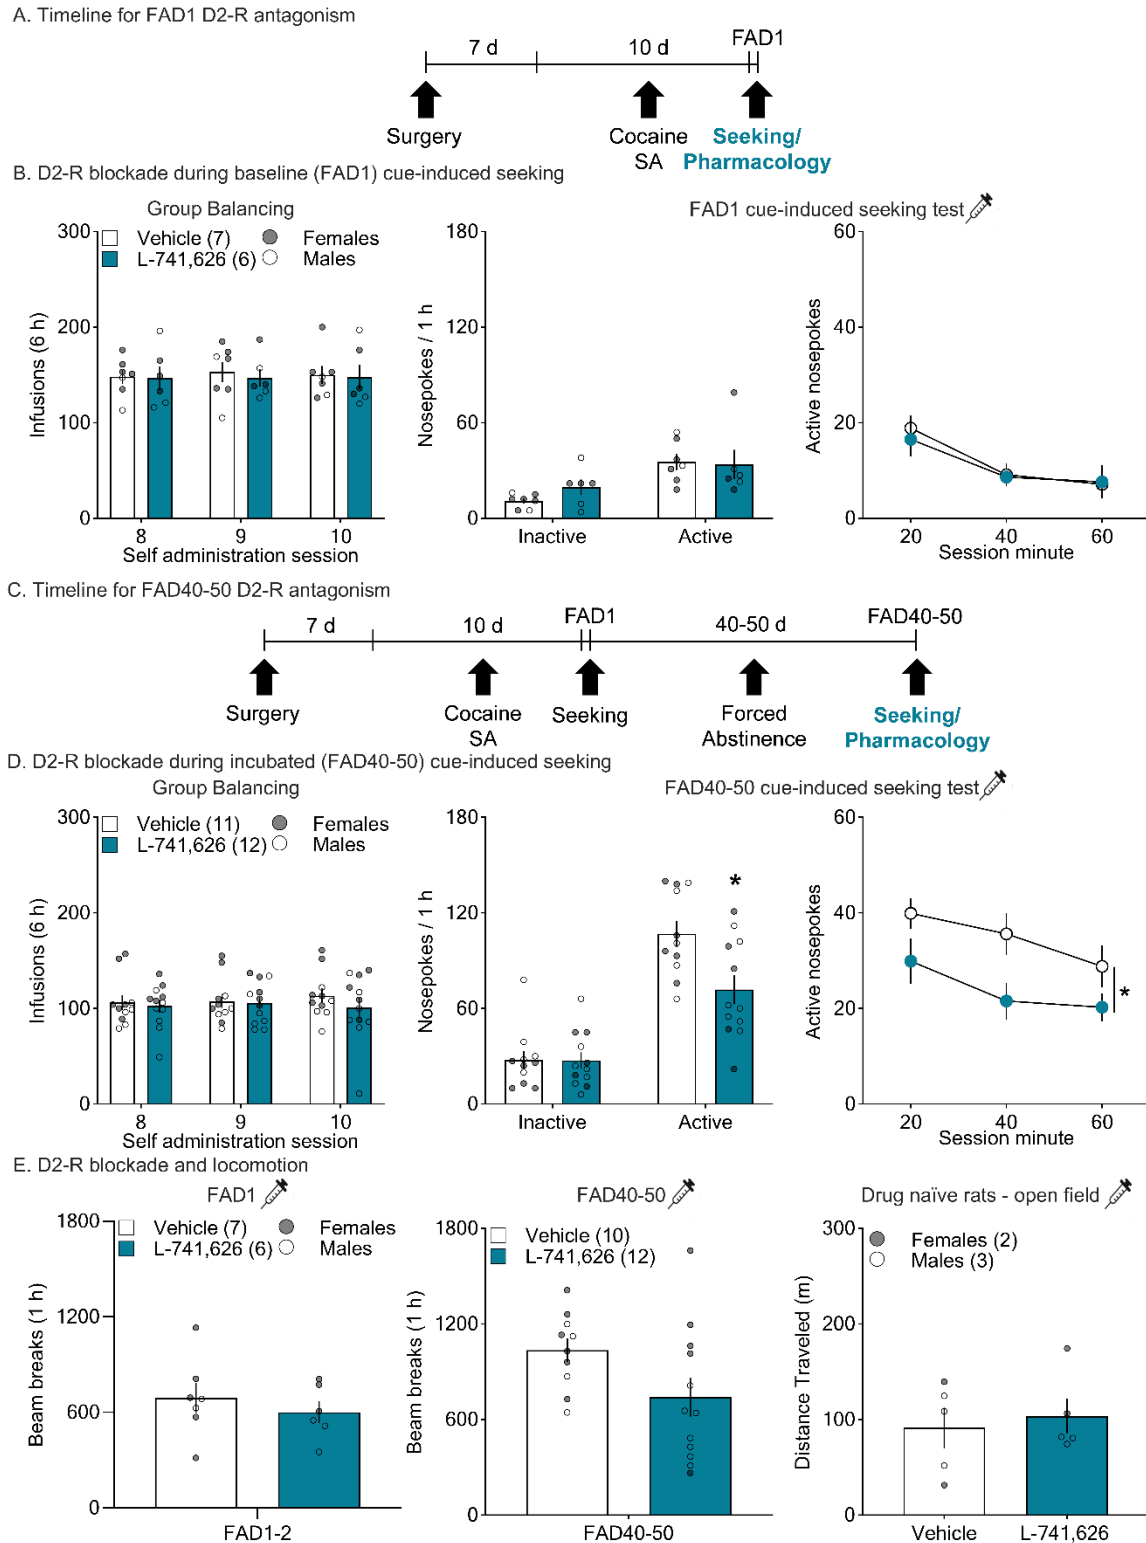 A. Timeline for FAD1 D2-R antagonism
7 d
10 d
FAD1
Surgery
Cocaine
SA
Seeking/
Pharmacology
B. D2-R blockade during baseline (FAD1) cue-induced seeking
Group Balancing
Vehicle (7)
Females
L-741,626 (6)
Males
300
200
100
0
Infusions (6 h)
8
9
10
Self administration session
FAD1 cue-induced seeking test
180
120
60
0
Nosepokes / 1 h
Inactive
Active
60
40
20
0
Active nosepokes
20
40
60
Session minute
C. Timeline for FAD40-50 D2-R antagonism
7 d
10 d
FAD1
40-50 d
FAD40-50
Surgery
Cocaine
SA
Seeking
Forced
Abstinence
Seeking/
Pharmacology
D. D2-R blockade during incubated (FAD40-50) cue-induced seeking
Group Balancing
Vehicle (11)
Females
L-741,626 (12)
Males
300
200
100
0
Infusions (6 h)
8
9
10
Self administration session
FAD40-50 cue-induced seeking test
180
120
60
0
Nosepokes / 1 h
*
Inactive
Active
60
40
20
0
Active nosepokes
*
20
40
60
Session minute
E. D2-R blockade and locomotion
FAD1
Vehicle (7)
Females
L-741,626 (6)
Males
1800
1200
600
0
Beam breaks (1 h)
FAD1-2
FAD40-50
Vehicle (10)
L-741,626 (12)
1800
1200
600
0
Beam breaks (1 h)
FAD40-50
Drug naïve rats - open field
Females (2)
Males (3)
300
200
100
0
Distance Traveled (m)
Vehicle
L-741,626